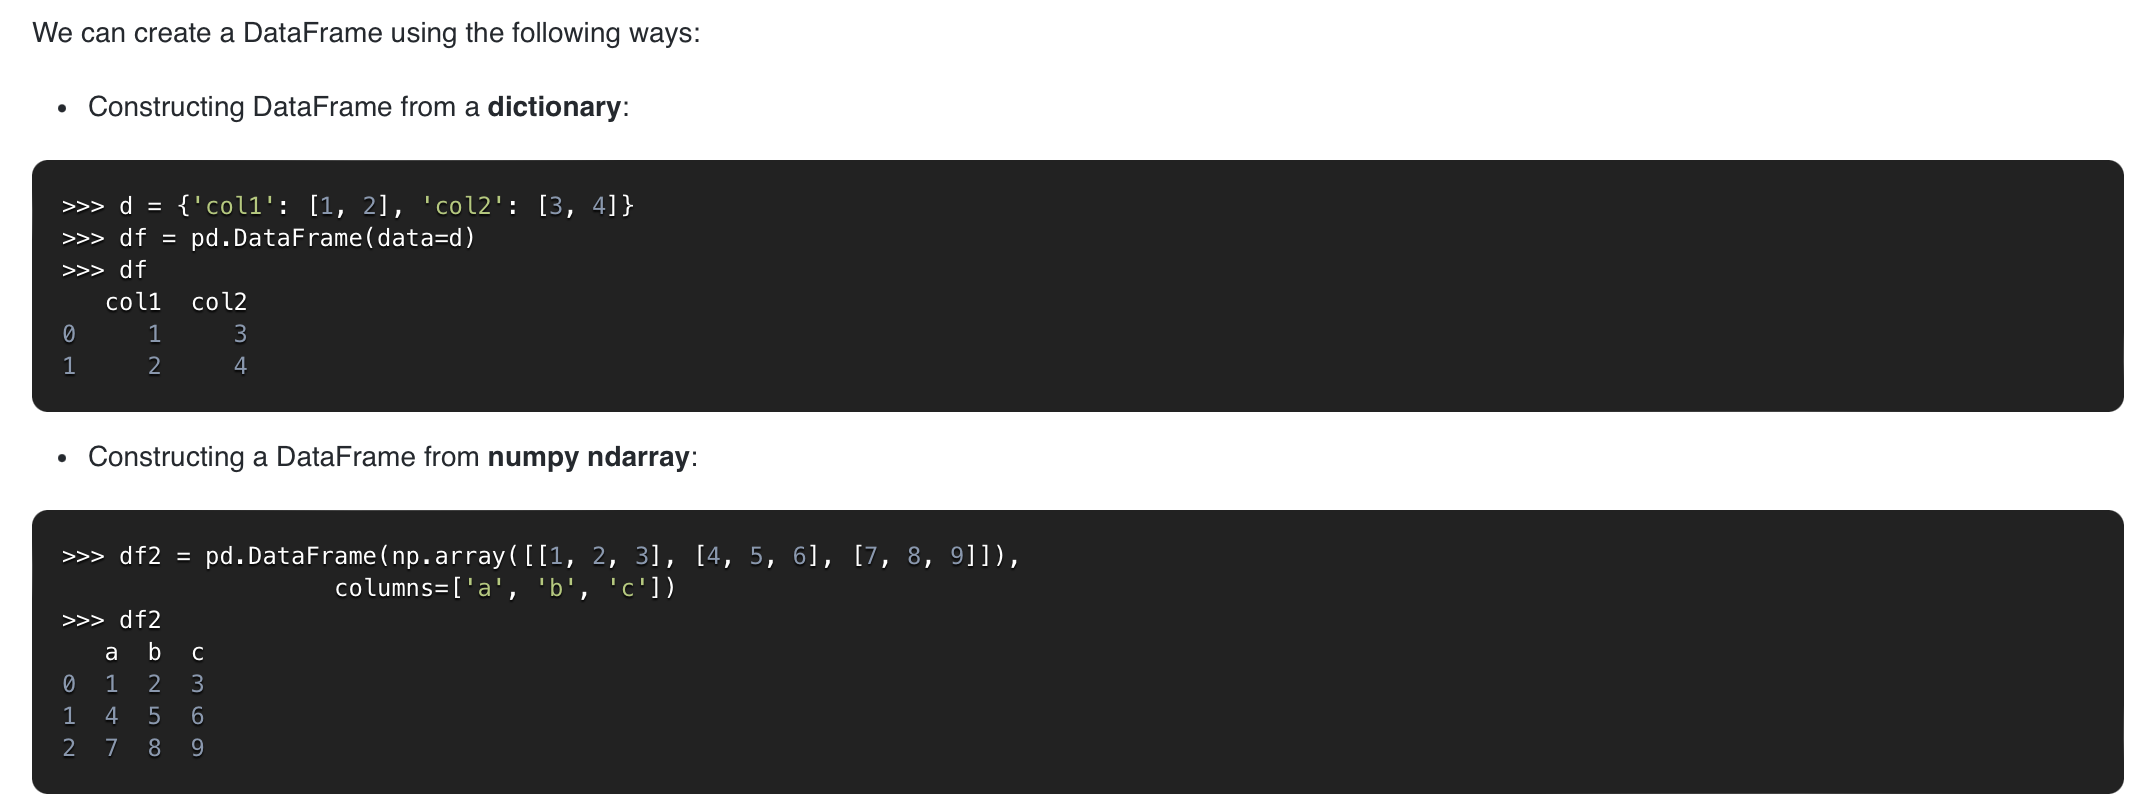 We can create a DataFrame using the following ways:
• Constructing DataFrame from a dictionary:
>>> d = {'col1': [1, 2], 'col2': [3, 4]}
>>> df = pd.DataFrame(data=d)
>>> df
   col1  col2
0     1     3
1     2     4
• Constructing a DataFrame from numpy ndarray:
>>> df2 = pd.DataFrame(np.array([[1, 2, 3], [4, 5, 6], [7, 8, 9]]),
                   columns=['a', 'b', 'c'])
>>> df2
   a  b  c
0  1  2  3
1  4  5  6
2  7  8  9